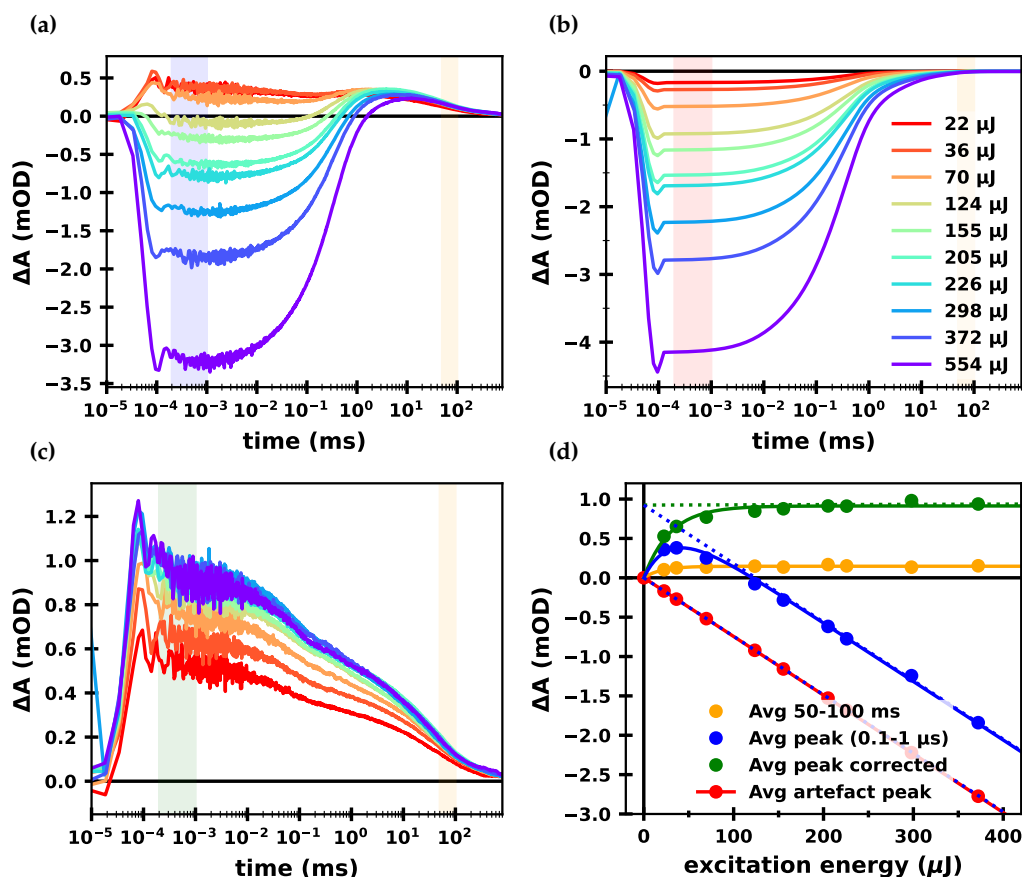 (a)
0.5
0.0
−0.5
−1.0
−1.5
−2.0
−2.5
−3.0
−3.5
ΔA (mOD)
10⁻⁵ 10⁻⁴ 10⁻³ 10⁻² 10⁻¹ 10⁰ 10¹ 10²
time (ms)
(b)
0
−1
−2
−3
−4
ΔA (mOD)
22 μJ
36 μJ
70 μJ
124 μJ
155 μJ
205 μJ
226 μJ
298 μJ
372 μJ
554 μJ
10⁻⁵ 10⁻⁴ 10⁻³ 10⁻² 10⁻¹ 10⁰ 10¹ 10²
time (ms)
(c)
1.2
1.0
0.8
0.6
0.4
0.2
0.0
ΔA (mOD)
10⁻⁵ 10⁻⁴ 10⁻³ 10⁻² 10⁻¹ 10⁰ 10¹ 10²
time (ms)
(d)
1.0
0.5
0.0
−0.5
−1.0
−1.5
−2.0
−2.5
−3.0
ΔA (mOD)
Avg 50-100 ms
Avg peak (0.1-1 μs)
Avg peak corrected
Avg artefact peak
0 100 200 300 400
excitation energy (μJ)